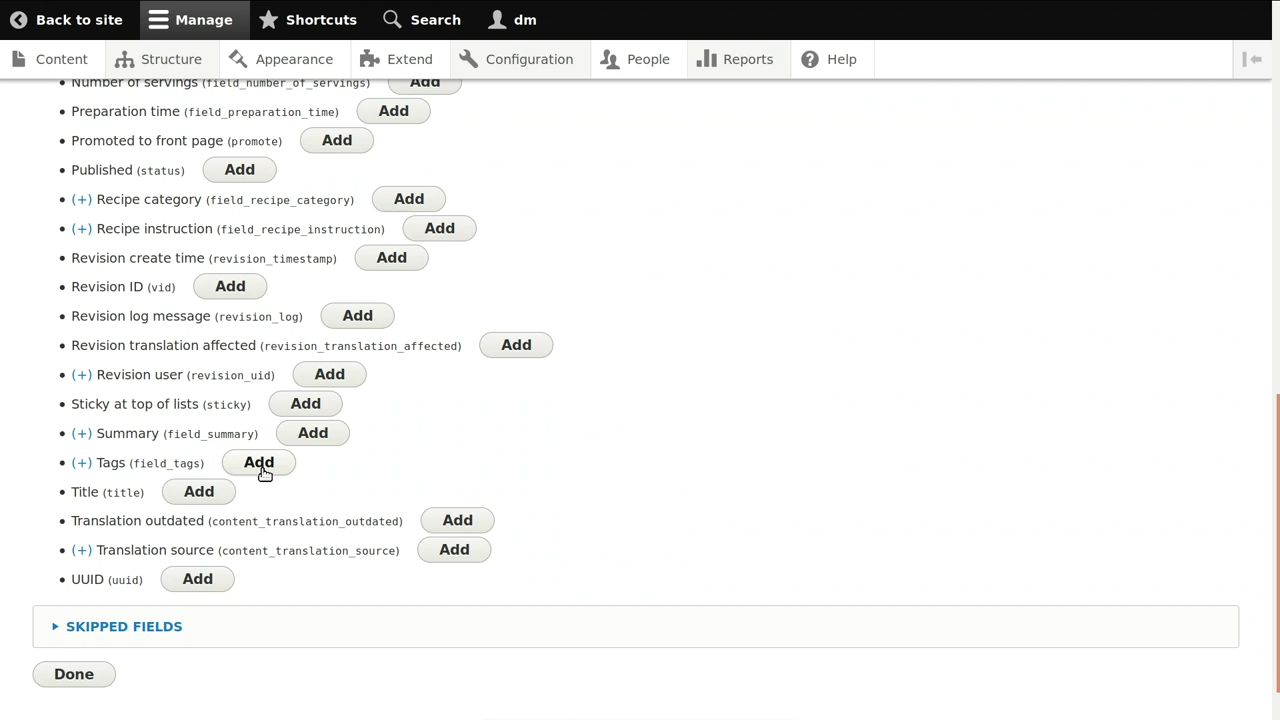 Back to site Manage Shortcuts Search dm
Content Structure Appearance Extend Configuration People Reports Help
Number of servings (field_number_of_servings) Add
Preparation time (field_preparation_time) Add
Promoted to front page (promote) Add
Published (status) Add
(+) Recipe category (field_recipe_category) Add
(+) Recipe instruction (field_recipe_instruction) Add
Revision create time (revision_timestamp) Add
Revision ID (vid) Add
Revision log message (revision_log) Add
Revision translation affected (revision_translation_affected) Add
(+) Revision user (revision_uid) Add
Sticky at top of lists (sticky) Add
(+) Summary (field_summary) Add
(+) Tags (field_tags) Add
Title (title) Add
Translation outdated (content_translation_outdated) Add
(+) Translation source (content_translation_source) Add
UUID (uuid) Add
SKIPPED FIELDS
Done